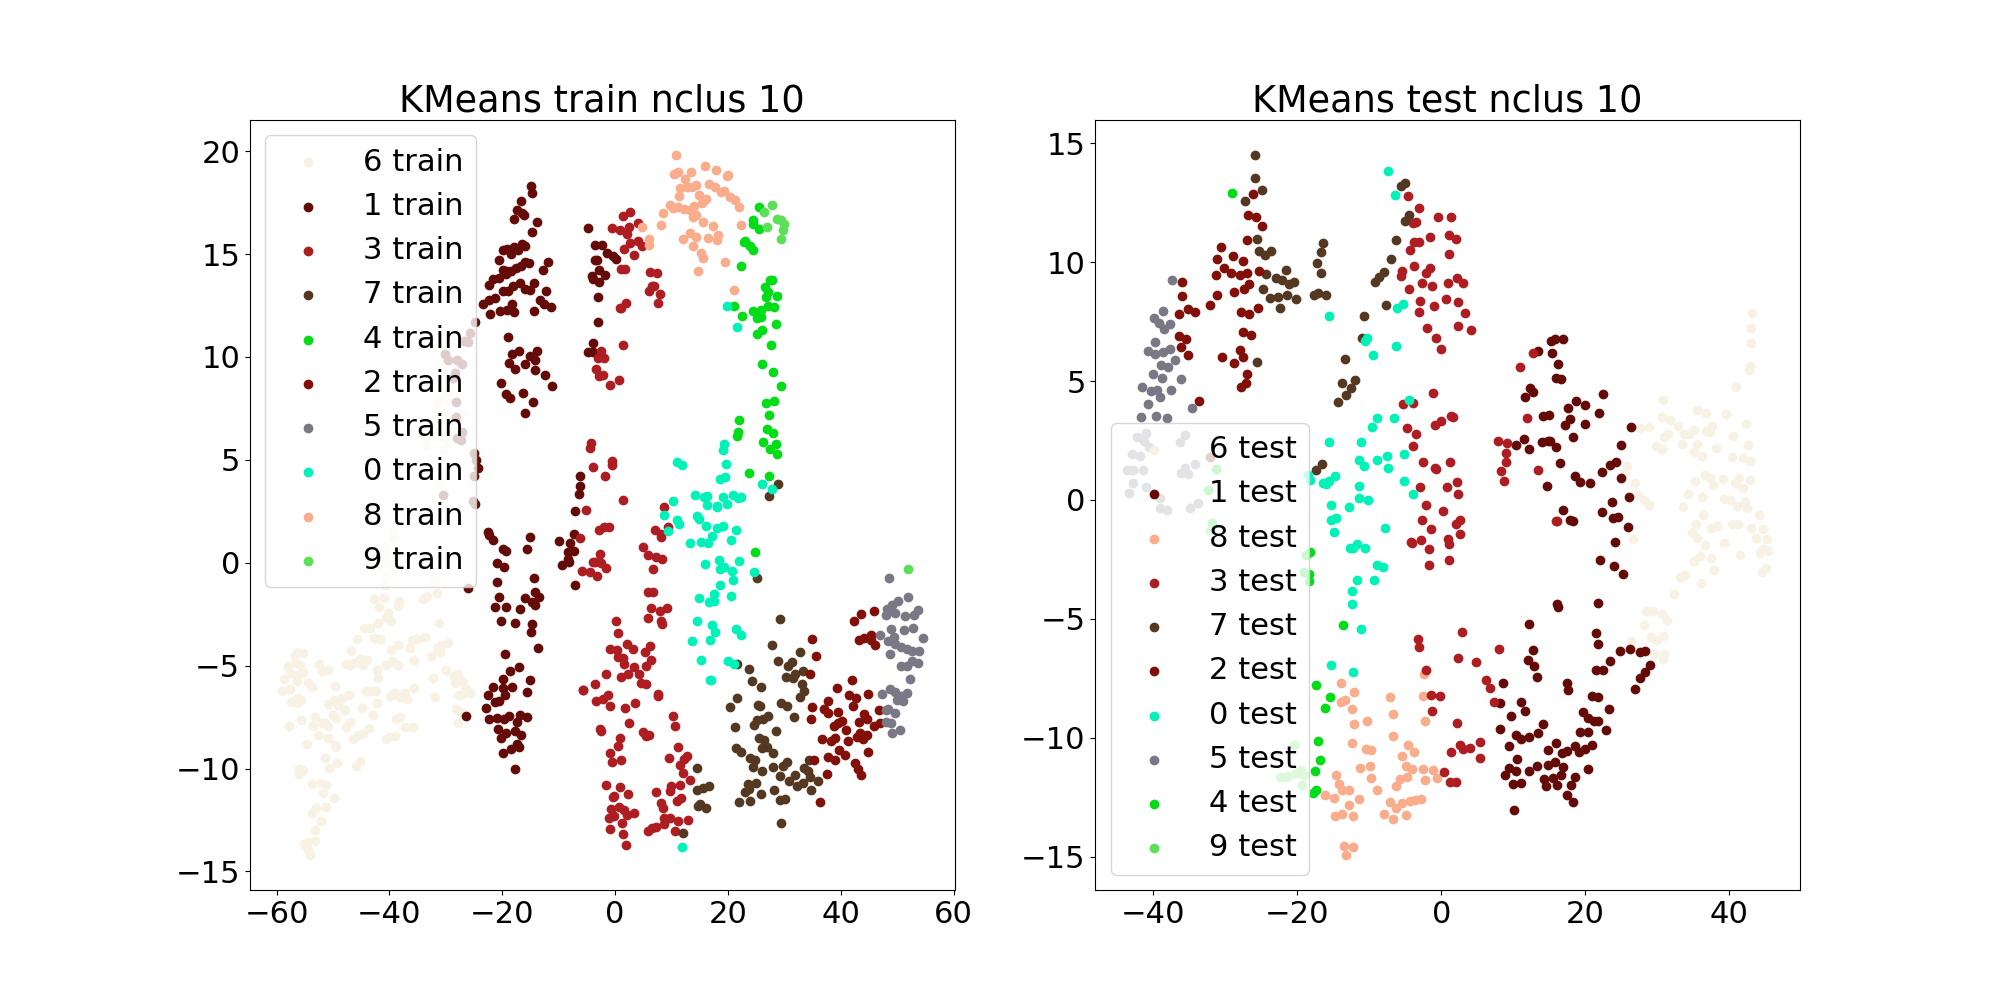 KMeans train nclus 10
20
15
10
5
0
−5
−10
−15
−60 −40 −20 0 20 40 60
6 train
1 train
3 train
7 train
4 train
2 train
5 train
0 train
8 train
9 train
KMeans test nclus 10
15
10
5
0
−5
−10
−15
−40 −20 0 20 40
6 test
1 test
8 test
3 test
7 test
2 test
0 test
5 test
4 test
9 test